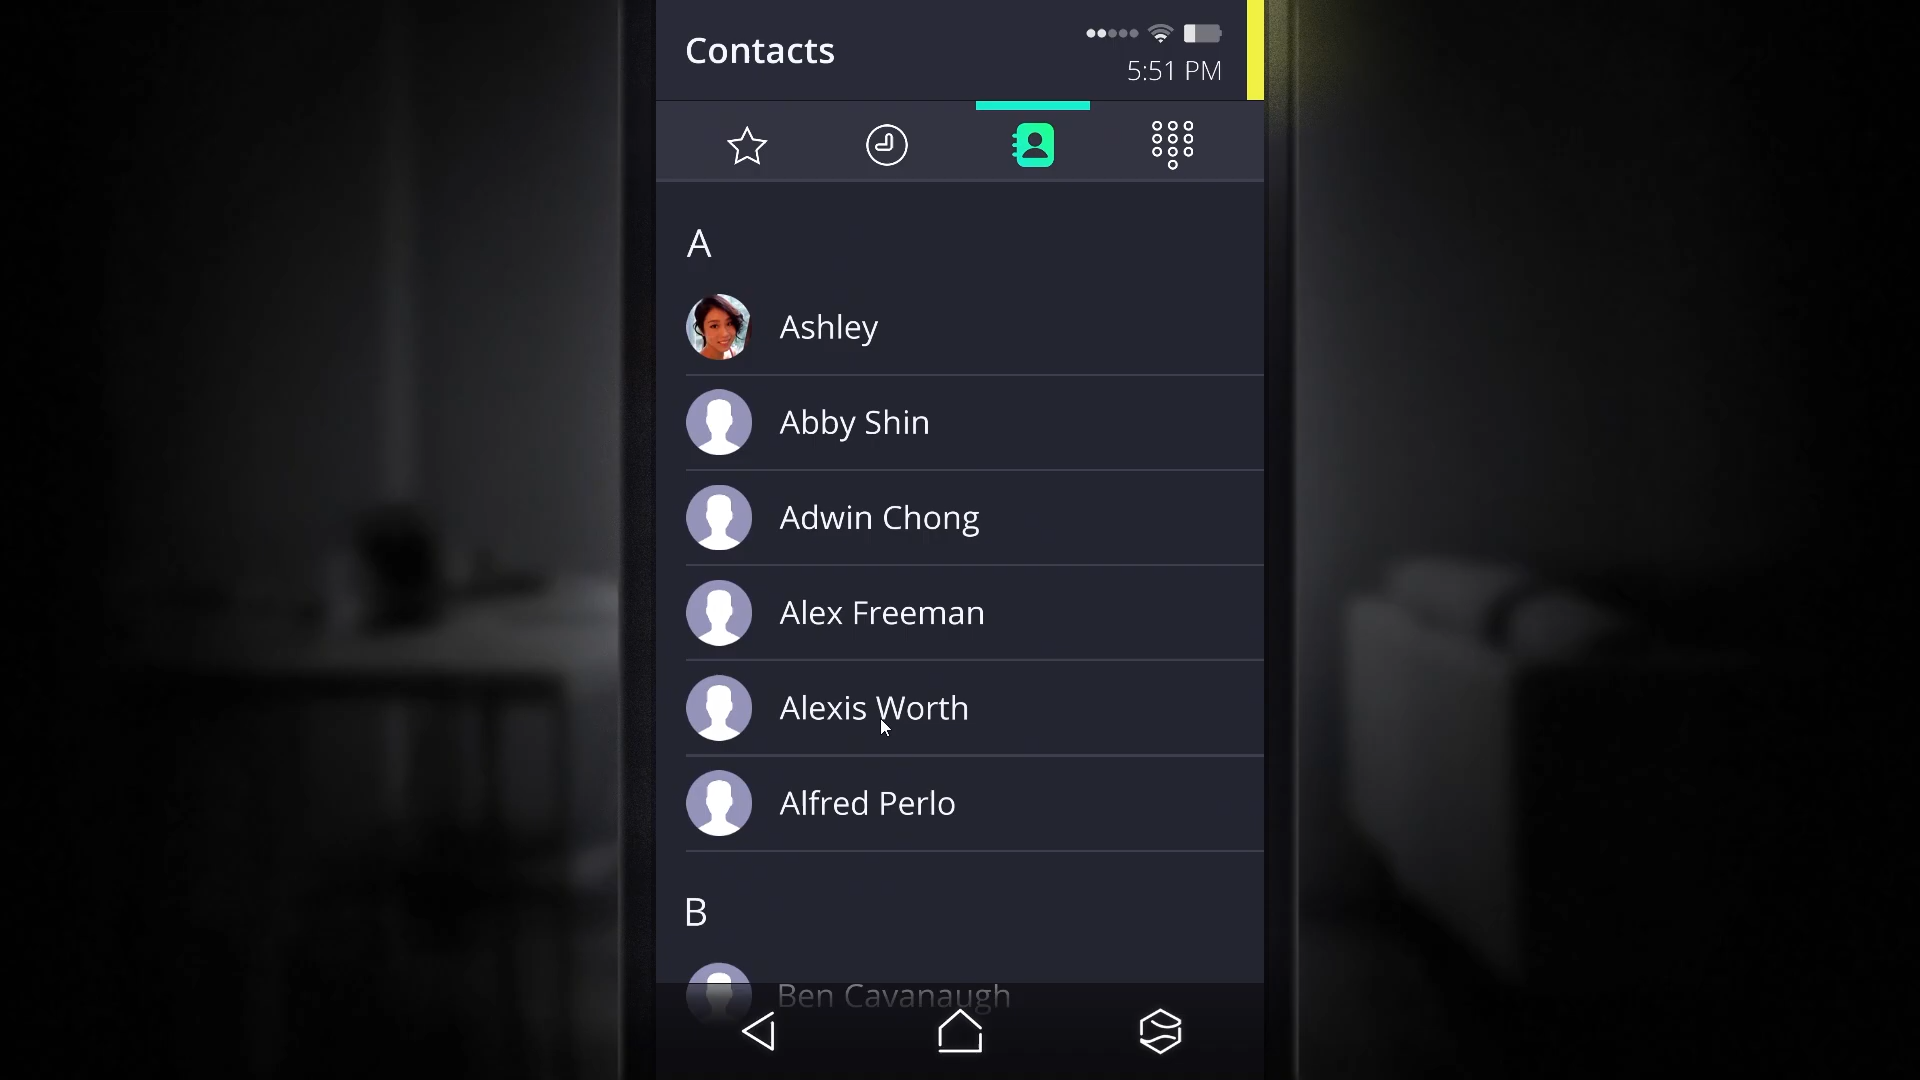 Contacts
5:51 PM
A
Ashley
Abby Shin
Adwin Chong
Alex Freeman
Alexis Worth
Alfred Perlo
B
Ben Cavanaugh